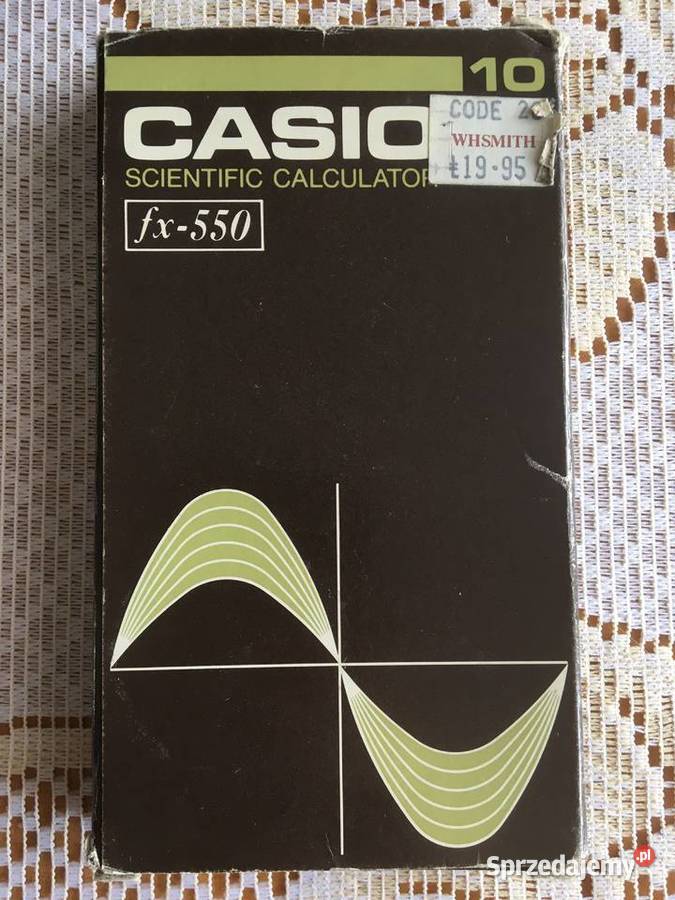 10
CASIO
CODE 2
WHSMITH
£19·95
SCIENTIFIC CALCULATOR
fx-550
Sprzedajemy.pl